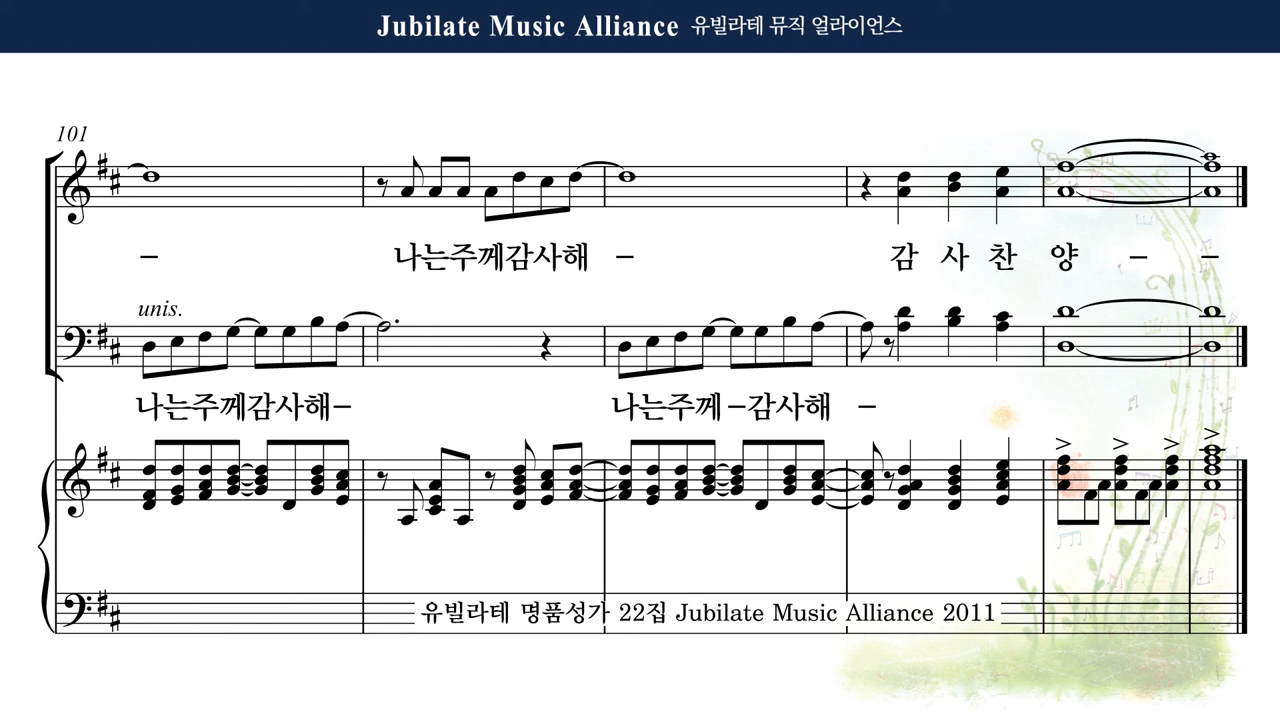 Jubilate Music Alliance 유빌라테 뮤직 얼라이언스
101
– 나는주께감사해 – 감 사 찬 양 – –
unis.
나는주께감사해– 나는주께–감사해 –
유빌라테 명품성가 22집 Jubilate Music Alliance 2011